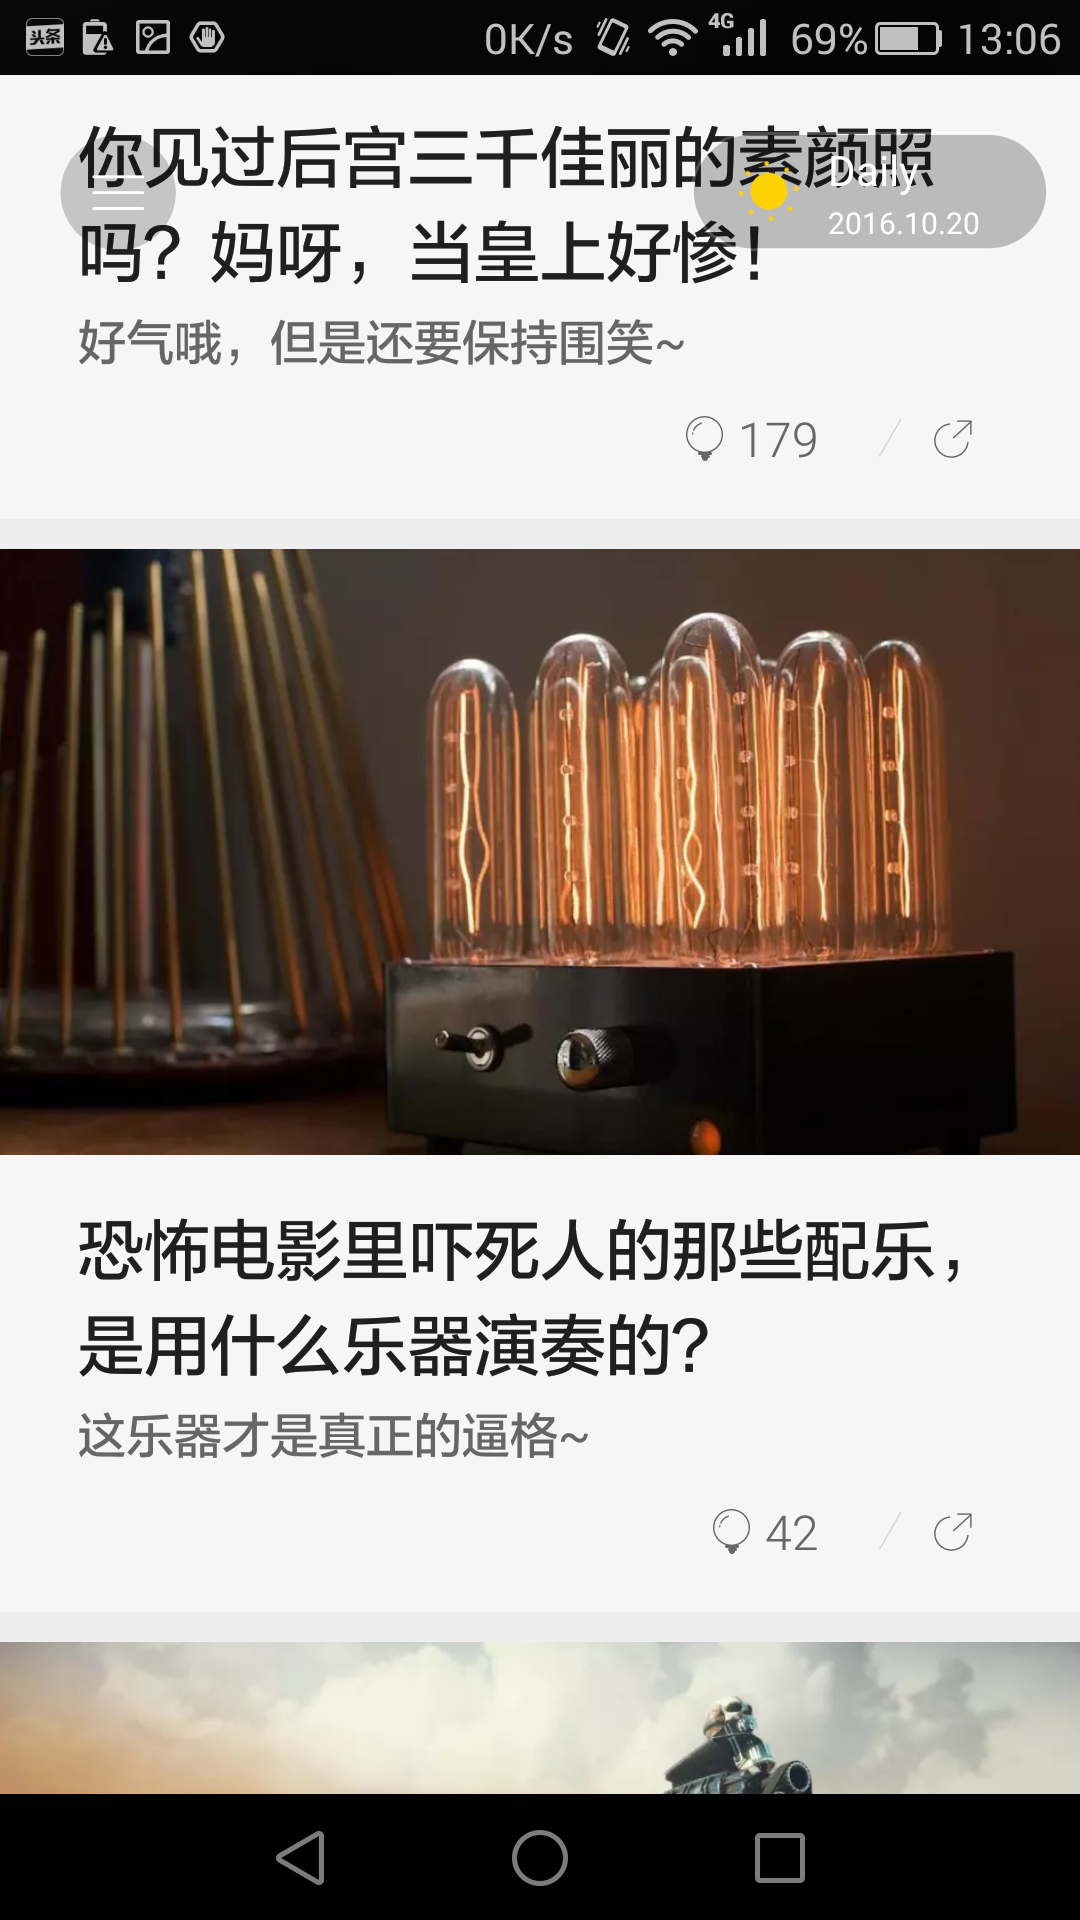 头条
0K/s
4G
69%
13:06
你见过后宫三千佳丽的素颜照
吗？妈呀，当皇上好惨！
Daily
2016.10.20
好气哦，但是还要保持围笑~
179
恐怖电影里吓死人的那些配乐，
是用什么乐器演奏的？
这乐器才是真正的逼格~
42